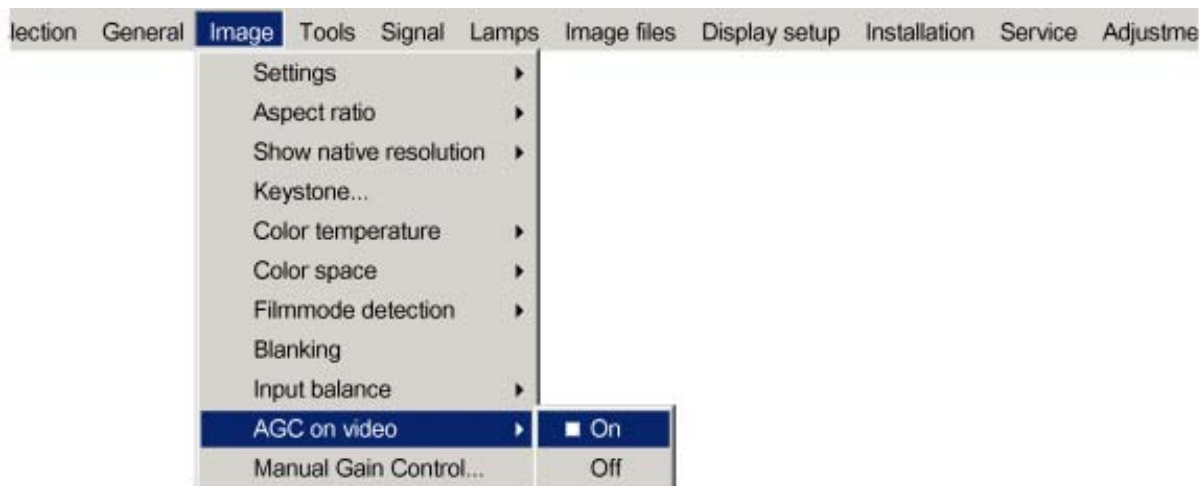 lection General Image Tools Signal Lamps Image files Display setup Installation Service Adjustme
Settings
Aspect ratio
Show native resolution
Keystone...
Color temperature
Color space
Filmmode detection
Blanking
Input balance
AGC on video On
Manual Gain Control... Off